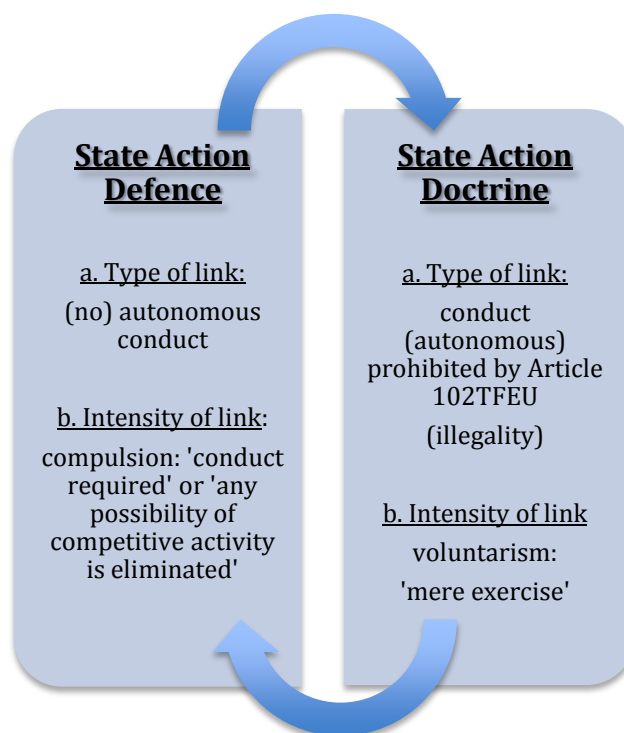 State Action
Defence
a. Type of link:
(no) autonomous
conduct
b. Intensity of link:
compulsion: 'conduct
required' or 'any
possibility of
competitive activity
is eliminated'
State Action
Doctrine
a. Type of link:
conduct
(autonomous)
prohibited by Article
102TFEU
(illegality)
b. Intensity of link
voluntarism:
'mere exercise'